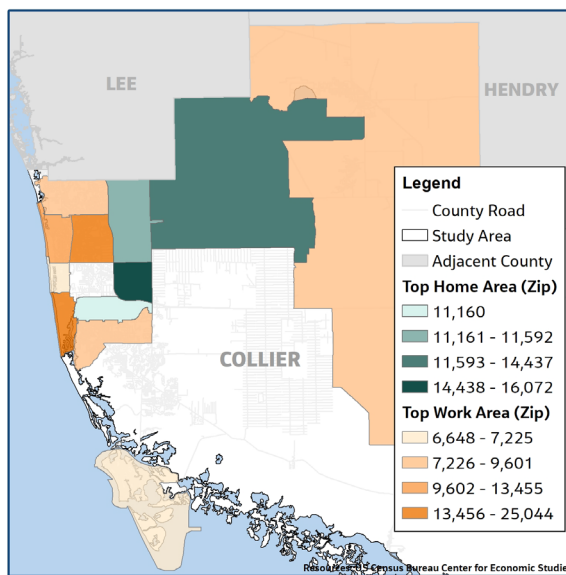 LEE
HENDRY
COLLIER
Legend
County Road
Study Area
Adjacent County
Top Home Area (Zip)
11,160
11,161 - 11,592
11,593 - 14,437
14,438 - 16,072
Top Work Area (Zip)
6,648 - 7,225
7,226 - 9,601
9,602 - 13,455
13,456 - 25,044
Resources: US Census Bureau Center for Economic Studie